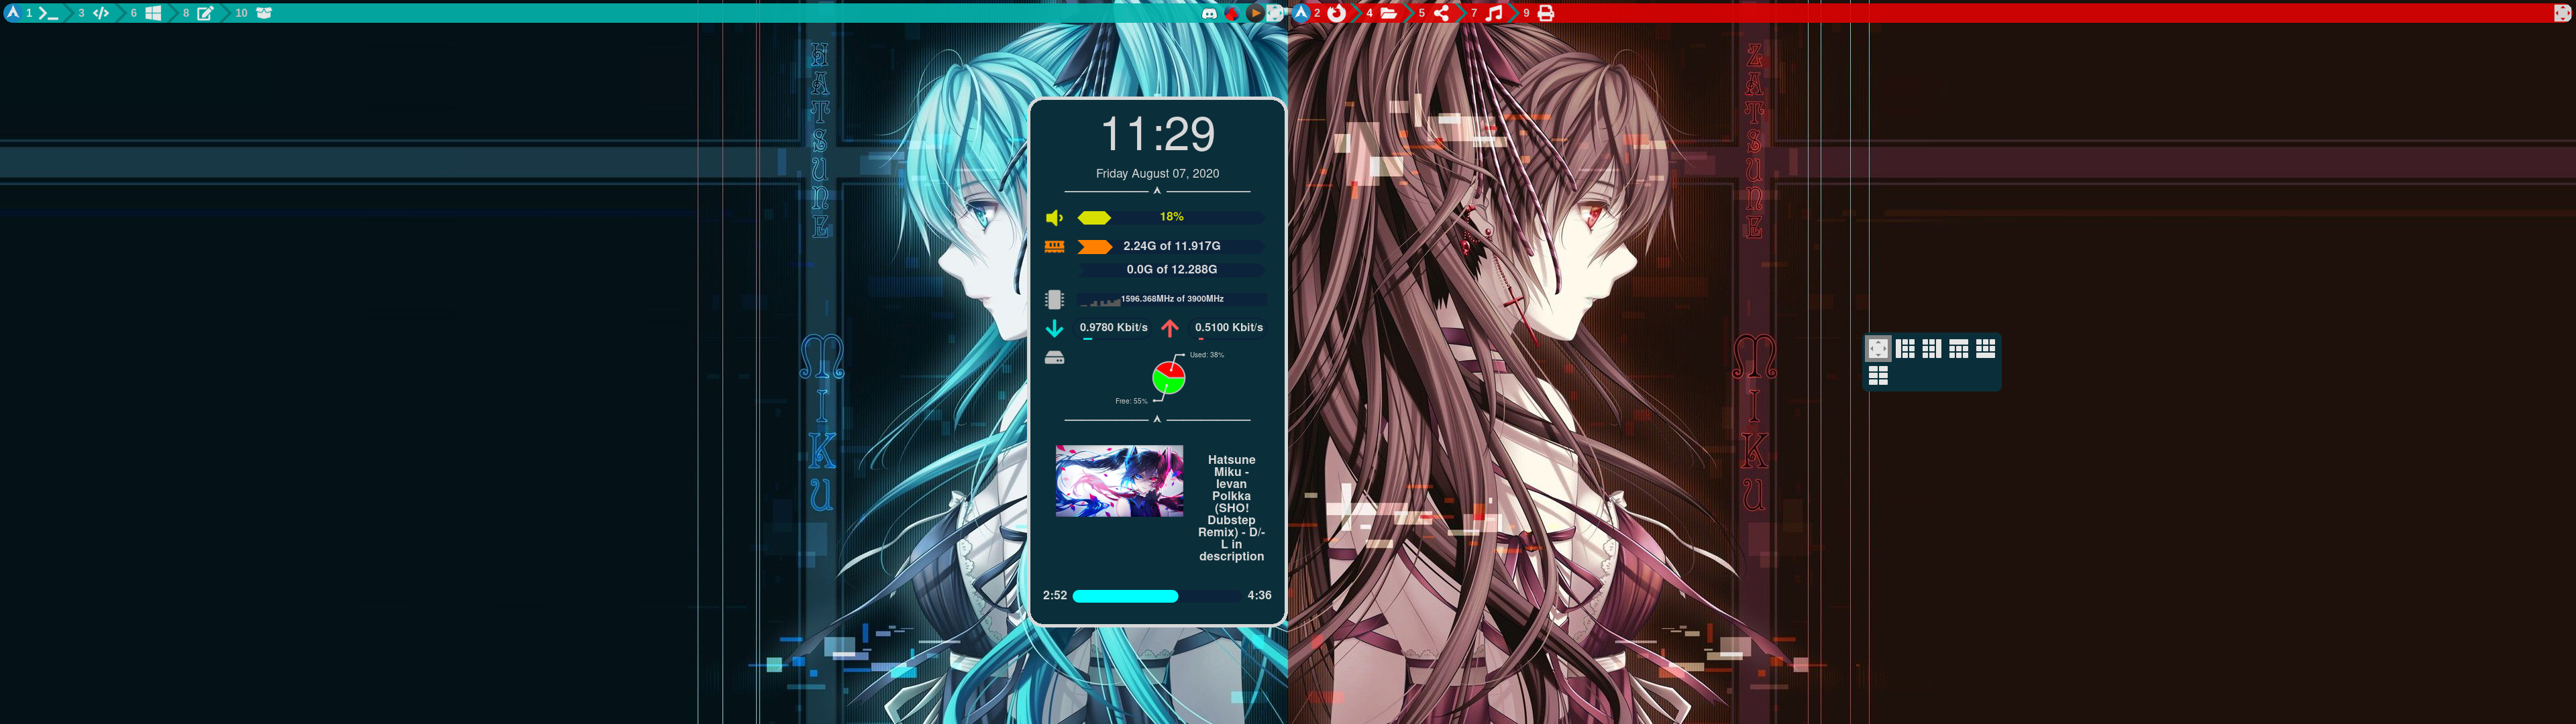 1 3 6 8 10
2 4 5 7 9
HATSUNE
MIKU
11:29
Friday August 07, 2020
18%
2.24G of 11.917G
0.0G of 12.288G
1596.368MHz of 3900MHz
0.9780 Kbit/s 0.5100 Kbit/s
Used: 38%
Free: 55%
Hatsune
Miku -
Ievan
Polkka
(SHO!
Dubstep
Remix) - D/-
L in
description
2:52 4:36
ZATSUNE
MIKU